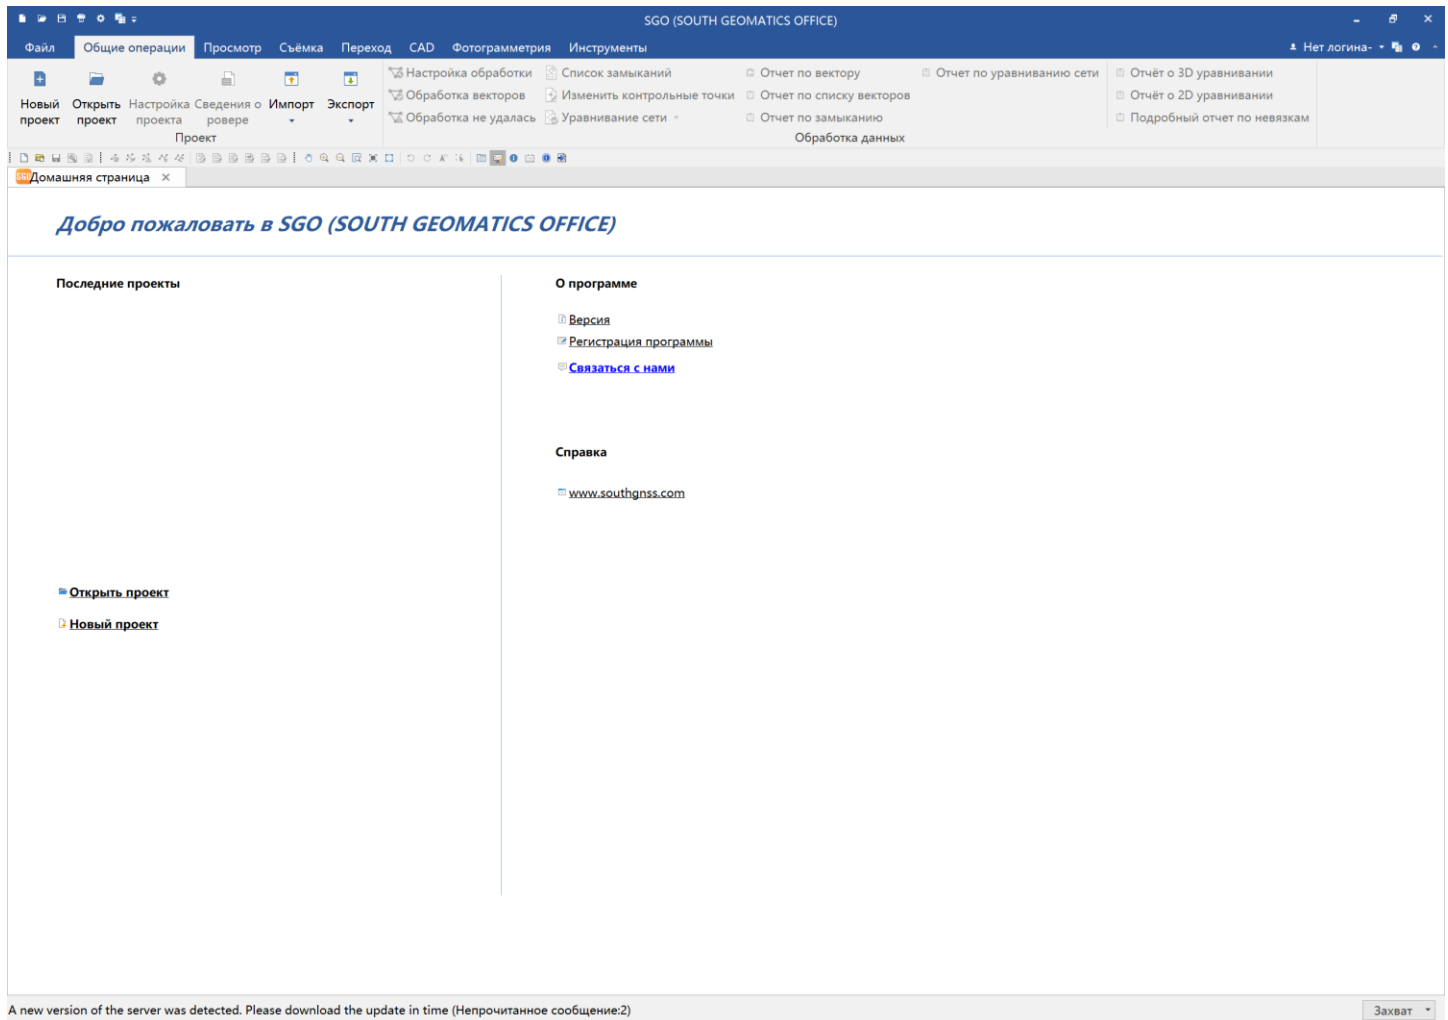 SGO (SOUTH GEOMATICS OFFICE)
Файл Общие операции Просмотр Съёмка Переход CAD Фотограмметрия Инструменты Нет логина-
Новый проект
Открыть проект
Настройка проекта
Сведения о ровере
Импорт
Экспорт
Проект
Настройка обработки
Обработка векторов
Обработка не удалась
Список замыканий
Изменить контрольные точки
Уравнивание сети
Отчет по вектору
Отчет по списку векторов
Отчет по замыканию
Отчет по уравниванию сети
Отчёт о 3D уравнивании
Отчёт о 2D уравнивании
Подробный отчет по невязкам
Обработка данных
SGO Домашняя страница
Добро пожаловать в SGO (SOUTH GEOMATICS OFFICE)
Последние проекты
Открыть проект
Новый проект
О программе
Версия
Регистрация программы
Связаться с нами
Справка
www.southgnss.com
A new version of the server was detected. Please download the update in time (Непрочитанное сообщение:2)
Захват